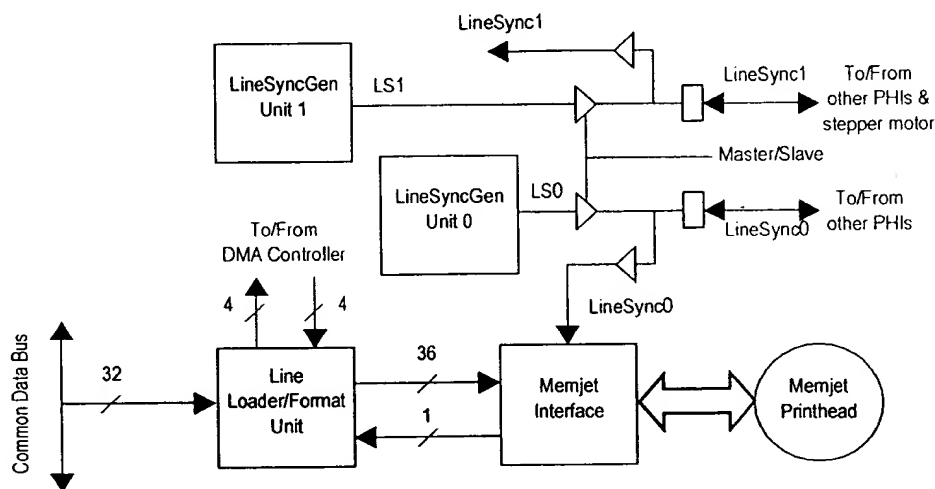 LineSync1
LineSyncGen
Unit 1
LS1
LineSync1
To/From
other PHIs &
stepper motor
Master/Slave
LineSyncGen
Unit 0
LS0
LineSync0
To/From
other PHIs
To/From
DMA Controller
4
4
LineSync0
Common Data Bus
32
Line
Loader/Format
Unit
36
1
Memjet
Interface
Memjet
Printhead